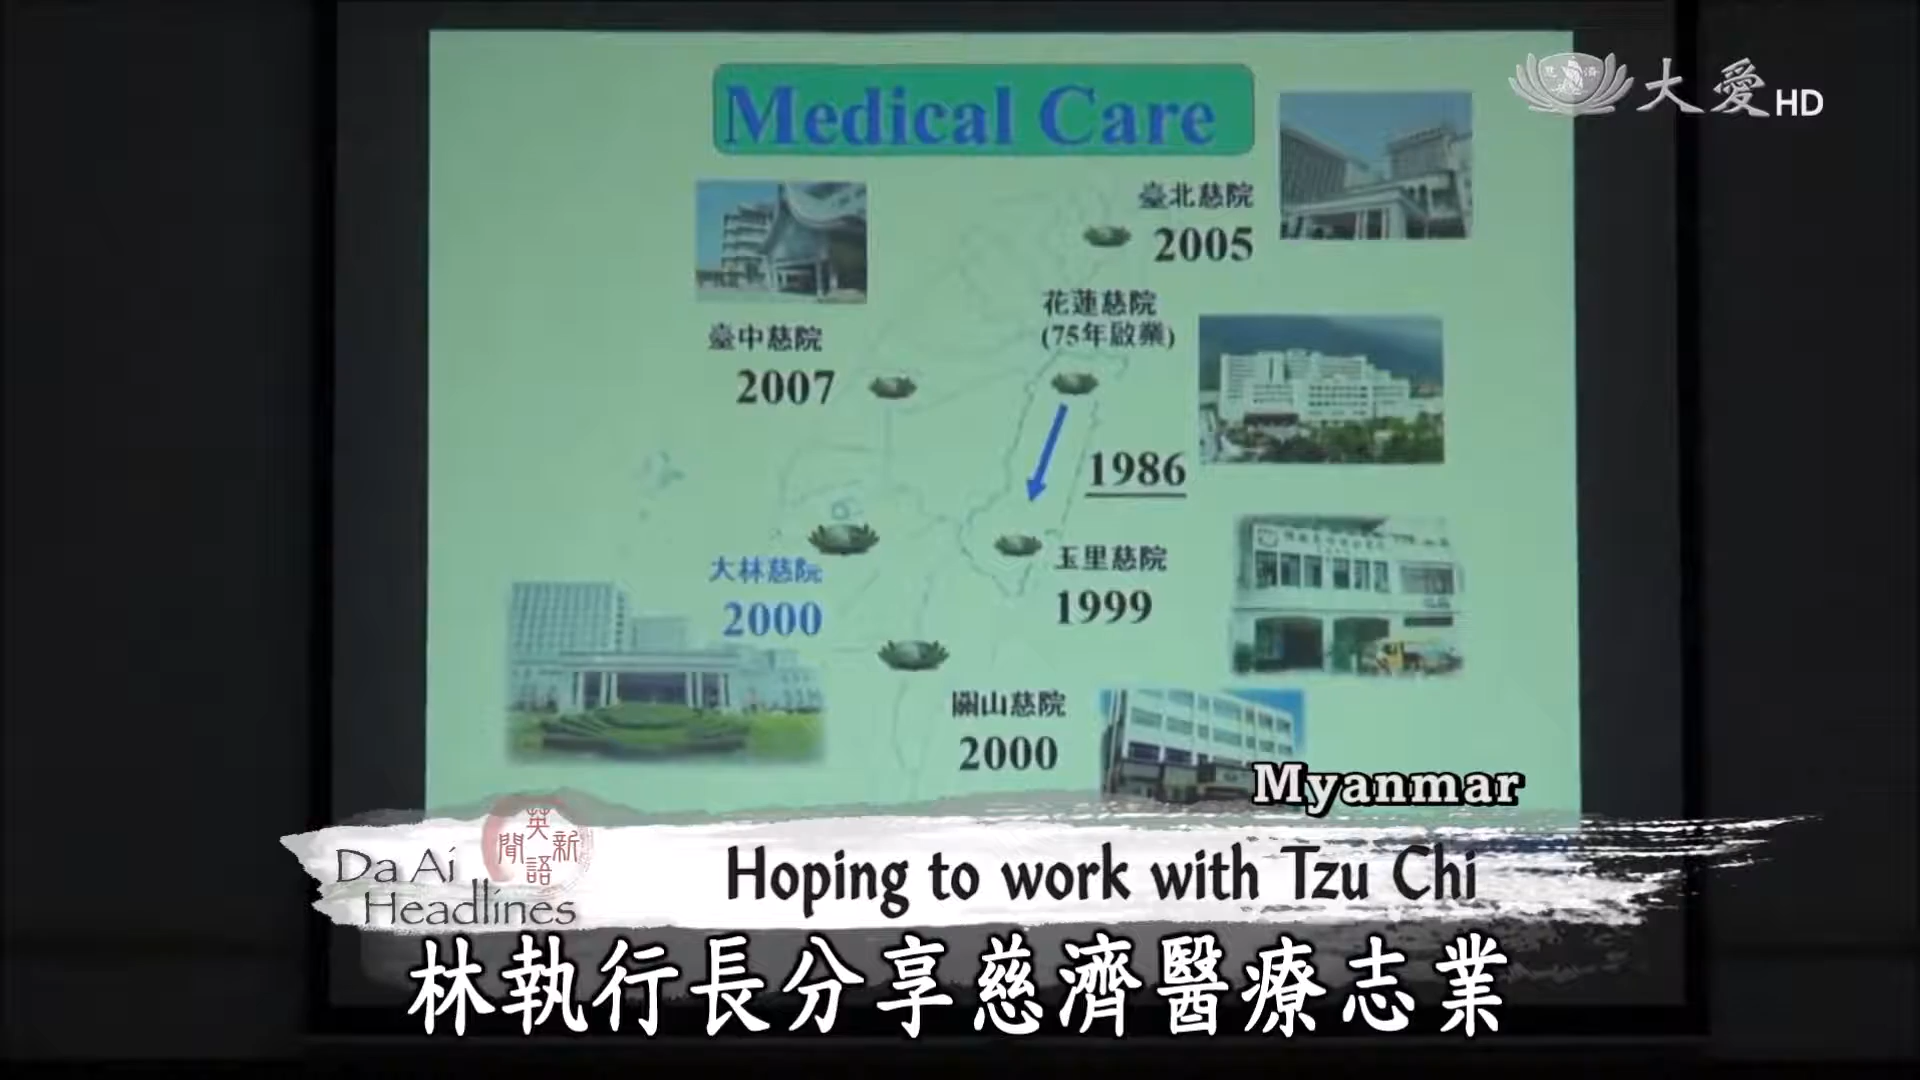 大愛HD
Medical Care
臺北慈院
2005
花蓮慈院
(75年啟業)
臺中慈院
2007
1986
大林慈院
2000
玉里慈院
1999
關山慈院
2000
Myanmar
Da Ai
Headlines
英語新聞
Hoping to work with Tzu Chi
林執行長分享慈濟醫療志業